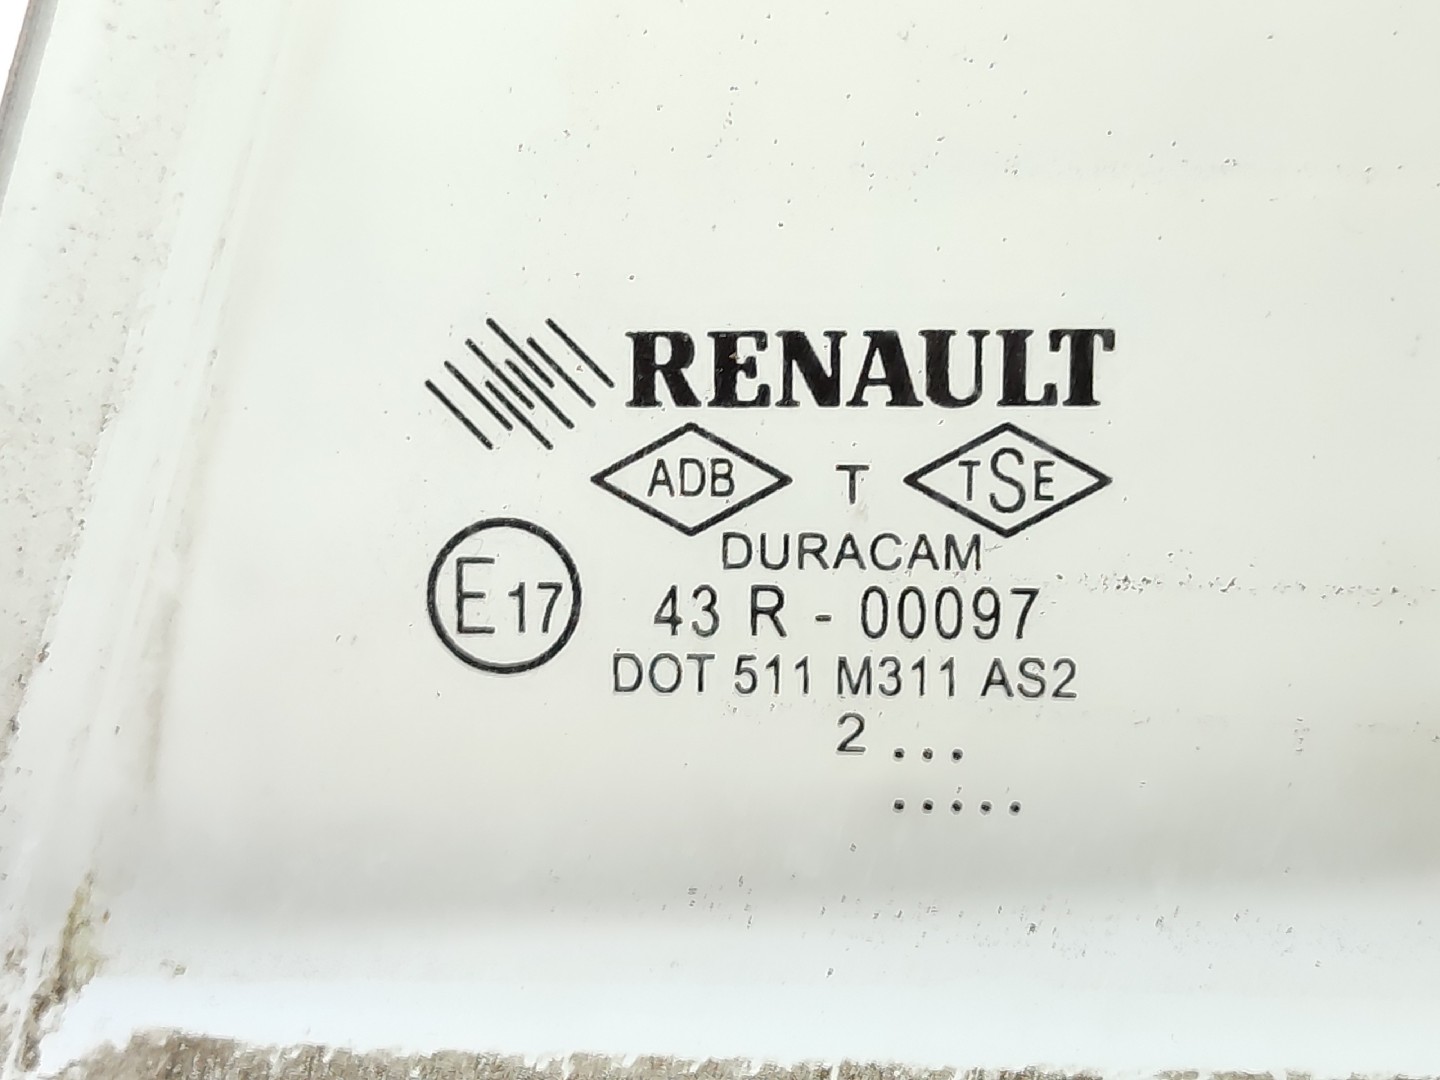 RENAULT
ADB T TSE
DURACAM
E17 43 R - 00097
DOT 511 M311 AS2
2 ...
.....